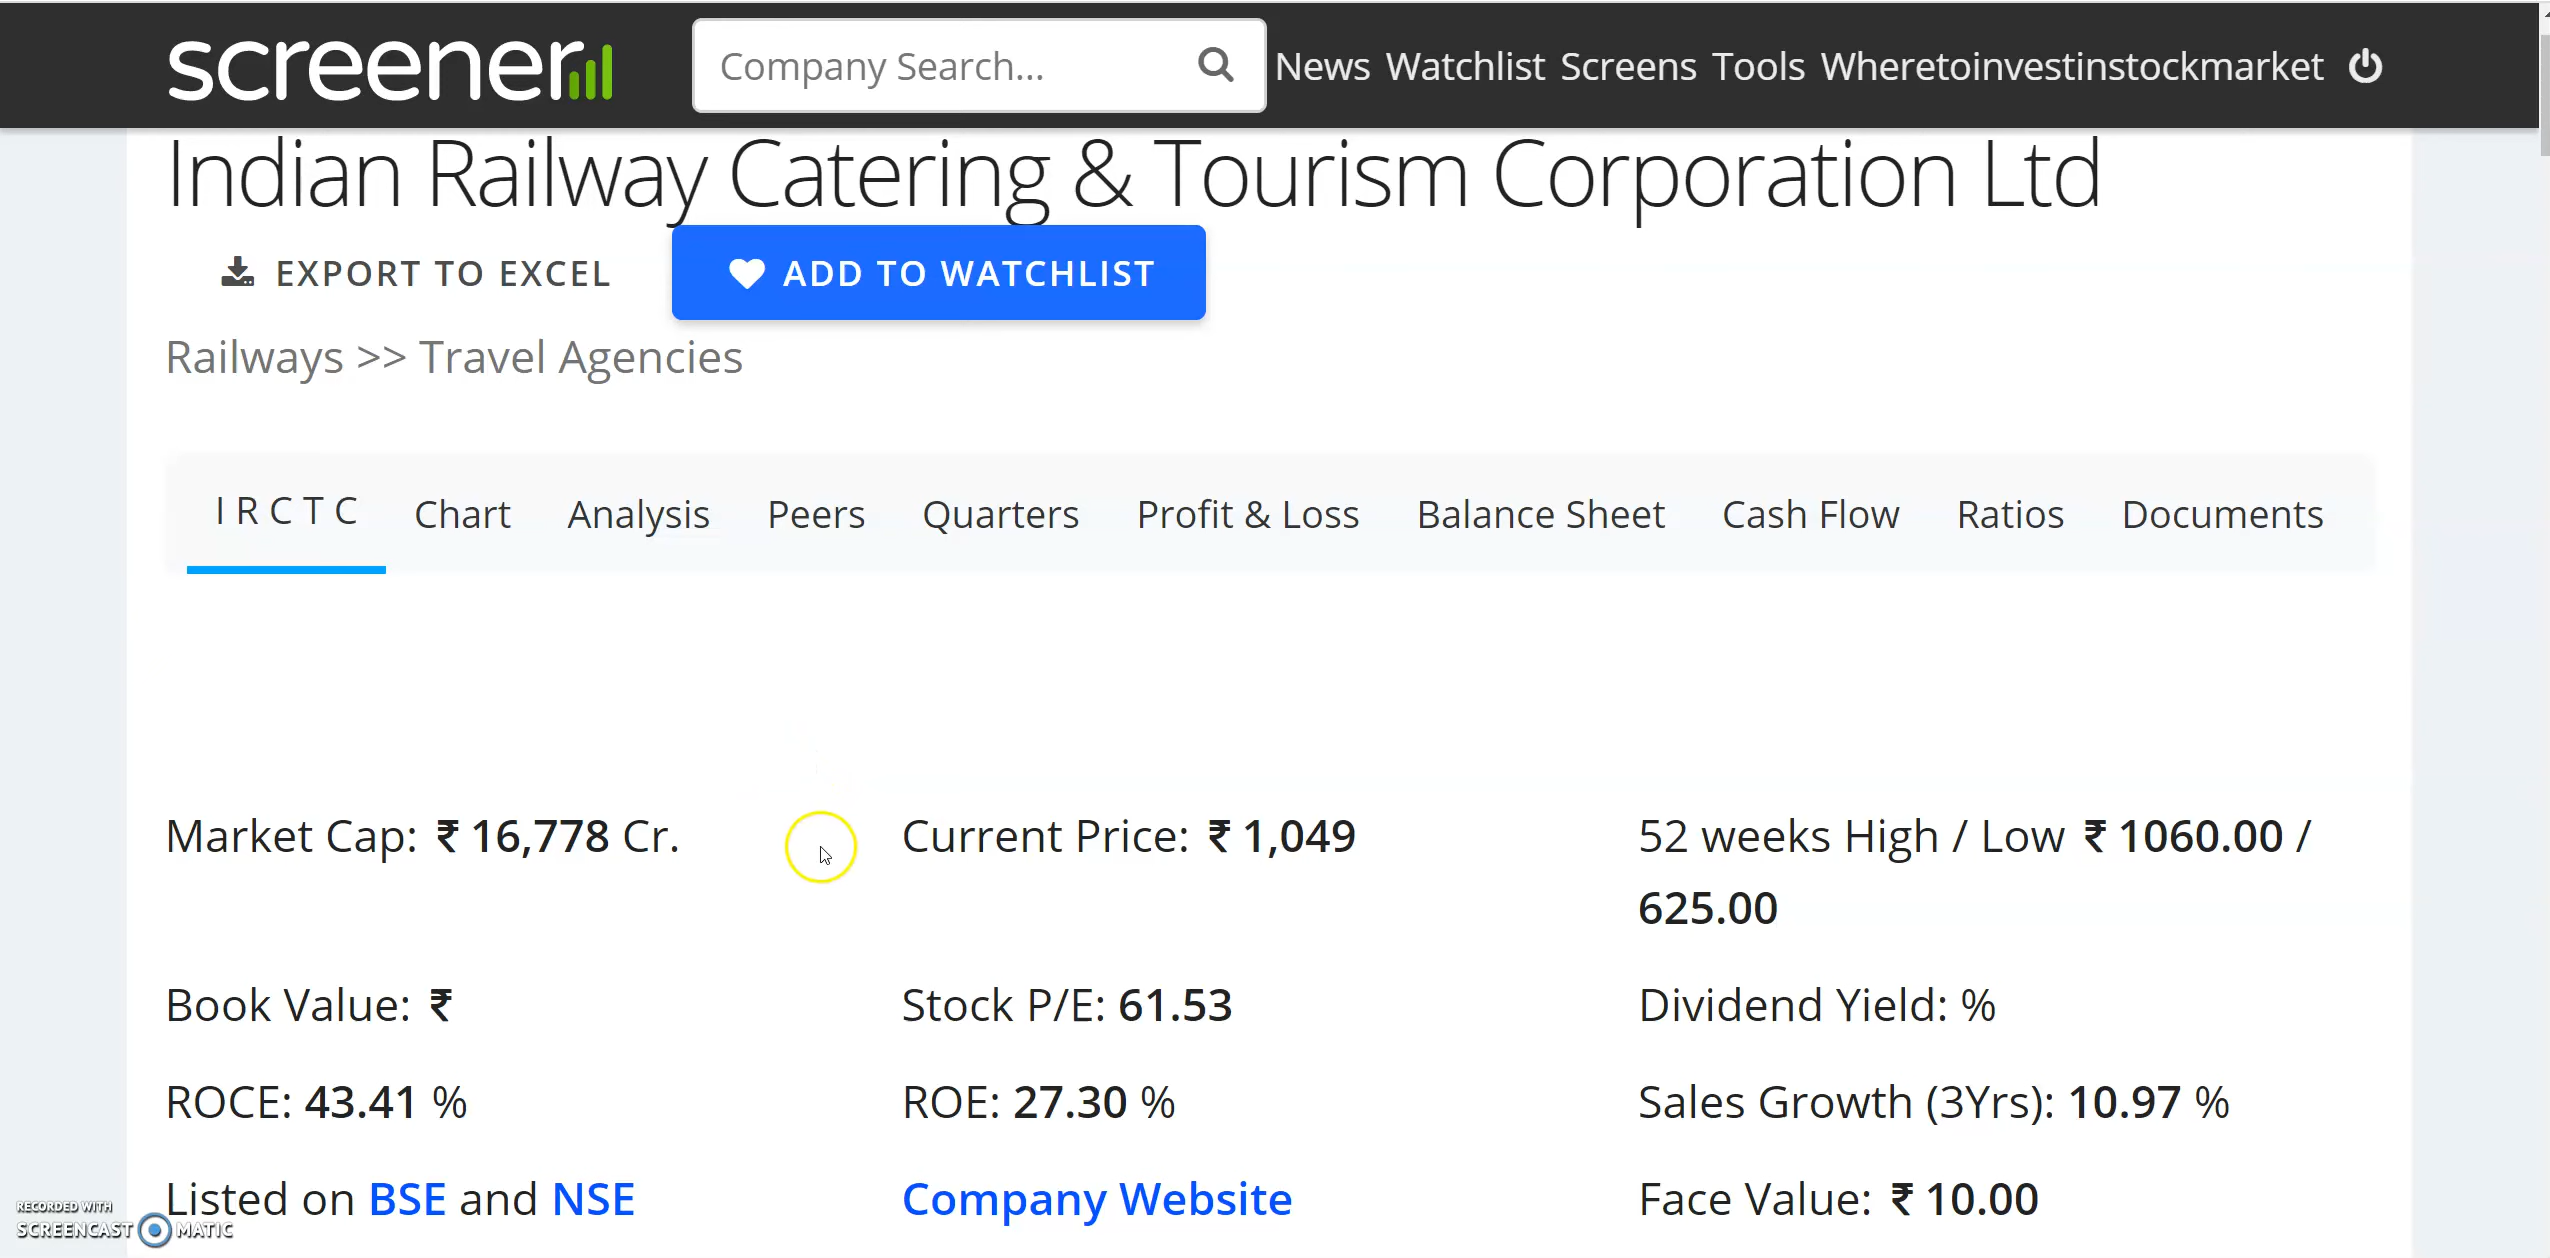 screener
Company Search...
News Watchlist Screens Tools Wheretoinvestinstockmarket
Indian Railway Catering & Tourism Corporation Ltd
EXPORT TO EXCEL
ADD TO WATCHLIST
Railways >> Travel Agencies
I R C T C Chart Analysis Peers Quarters Profit & Loss Balance Sheet Cash Flow Ratios Documents
Market Cap: ₹ 16,778 Cr.
Current Price: ₹ 1,049
52 weeks High / Low ₹ 1060.00 /
625.00
Book Value: ₹
Stock P/E: 61.53
Dividend Yield: %
ROCE: 43.41 %
ROE: 27.30 %
Sales Growth (3Yrs): 10.97 %
Listed on BSE and NSE
Company Website
Face Value: ₹ 10.00
RECORDED WITH
SCREENCAST MATIC